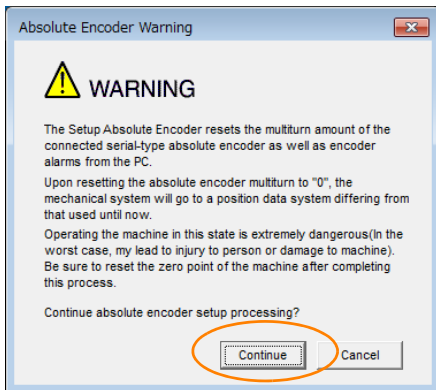 Absolute Encoder Warning
WARNING
The Setup Absolute Encoder resets the multiturn amount of the
connected serial-type absolute encoder as well as encoder
alarms from the PC.
Upon resetting the absolute encoder multiturn to "0", the
mechanical system will go to a position data system differing from
that used until now.
Operating the machine in this state is extremely dangerous(In the
worst case, my lead to injury to person or damage to machine).
Be sure to reset the zero point of the machine after completing
this process.
Continue absolute encoder setup processing?
Continue
Cancel